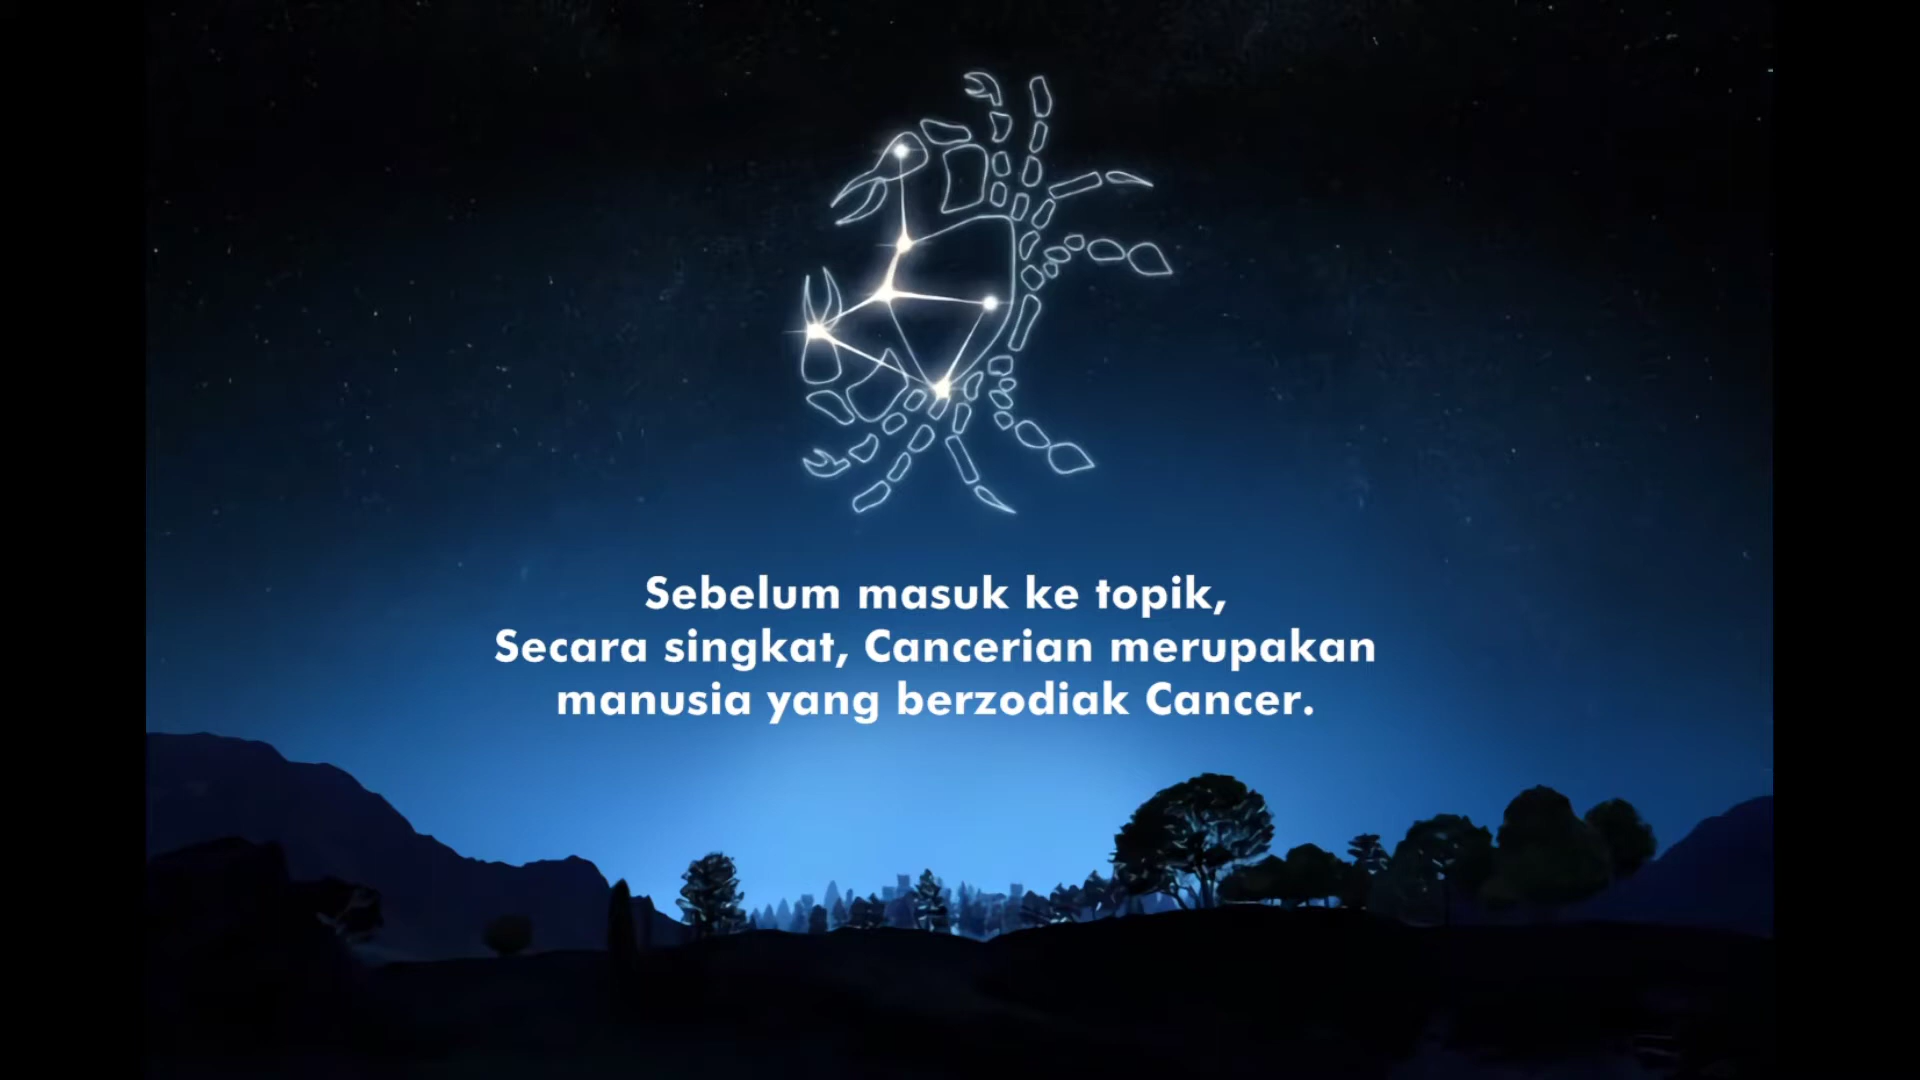 Sebelum masuk ke topik,
Secara singkat, Cancerian merupakan
manusia yang berzodiak Cancer.